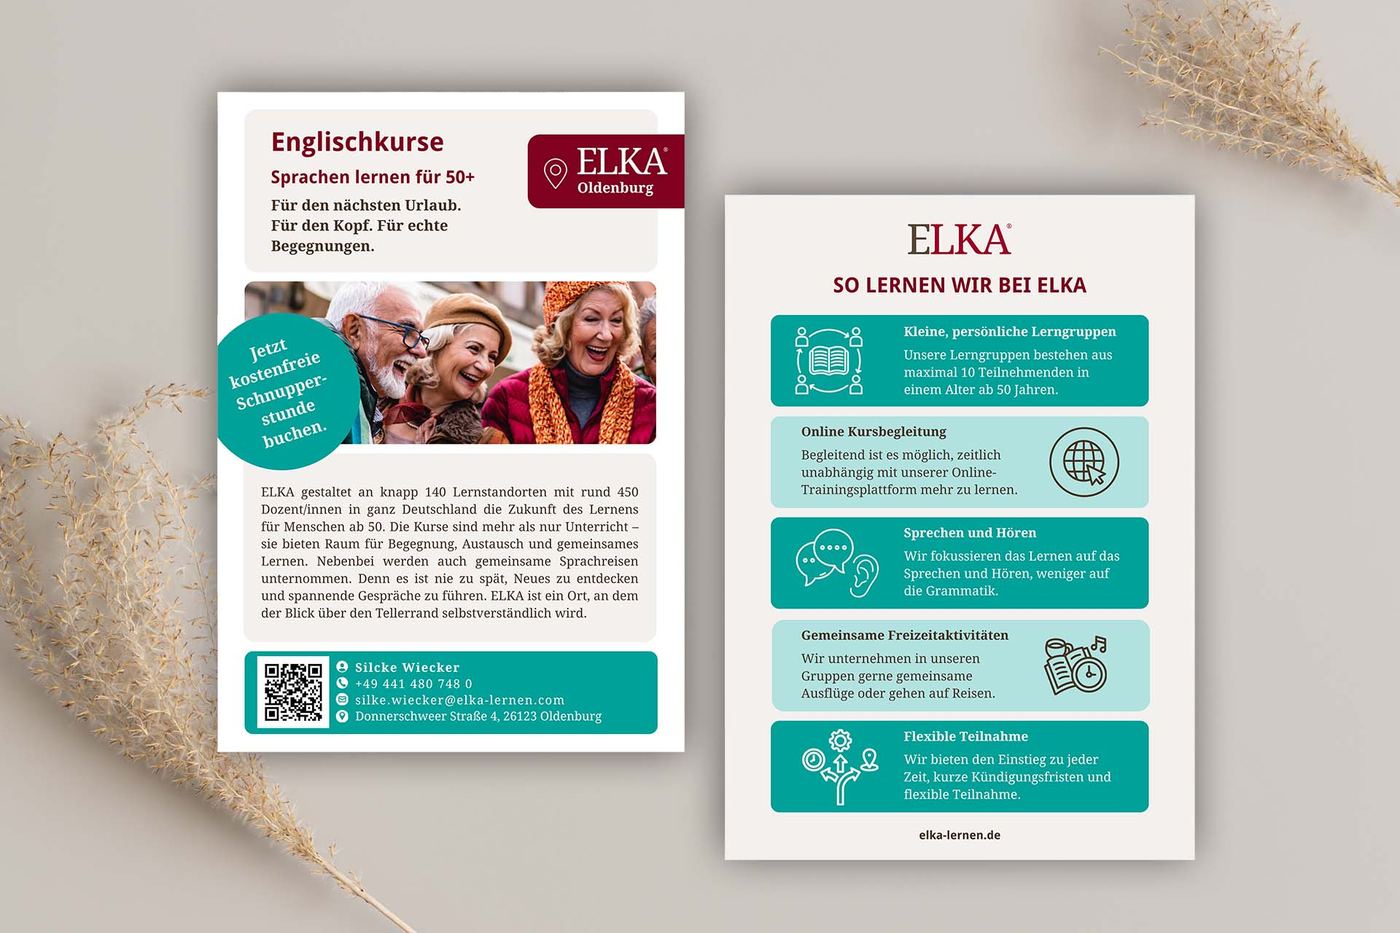 Englischkurse
Sprachen lernen für 50+
Für den nächsten Urlaub.
Für den Kopf. Für echte
Begegnungen.
ELKA®
Oldenburg
Jetzt
kostenfreie
Schnupper-
stunde
buchen.
ELKA gestaltet an knapp 140 Lernstandorten mit rund 450
Dozent/innen in ganz Deutschland die Zukunft des Lernens
für Menschen ab 50. Die Kurse sind mehr als nur Unterricht –
sie bieten Raum für Begegnung, Austausch und gemeinsames
Lernen. Nebenbei werden auch gemeinsame Sprachreisen
unternommen. Denn es ist nie zu spät, Neues zu entdecken
und spannende Gespräche zu führen. ELKA ist ein Ort, an dem
der Blick über den Tellerrand selbstverständlich wird.
Silcke Wiecker
+49 441 480 748 0
silke.wiecker@elka-lernen.com
Donnerschweer Straße 4, 26123 Oldenburg
ELKA®
SO LERNEN WIR BEI ELKA
Kleine, persönliche Lerngruppen
Unsere Lerngruppen bestehen aus
maximal 10 Teilnehmenden in
einem Alter ab 50 Jahren.
Online Kursbegleitung
Begleitend ist es möglich, zeitlich
unabhängig mit unserer Online-
Trainingsplattform mehr zu lernen.
Sprechen und Hören
Wir fokussieren das Lernen auf das
Sprechen und Hören, weniger auf
die Grammatik.
Gemeinsame Freizeitaktivitäten
Wir unternehmen in unseren
Gruppen gerne gemeinsame
Ausflüge oder gehen auf Reisen.
Flexible Teilnahme
Wir bieten den Einstieg zu jeder
Zeit, kurze Kündigungsfristen und
flexible Teilnahme.
elka-lernen.de